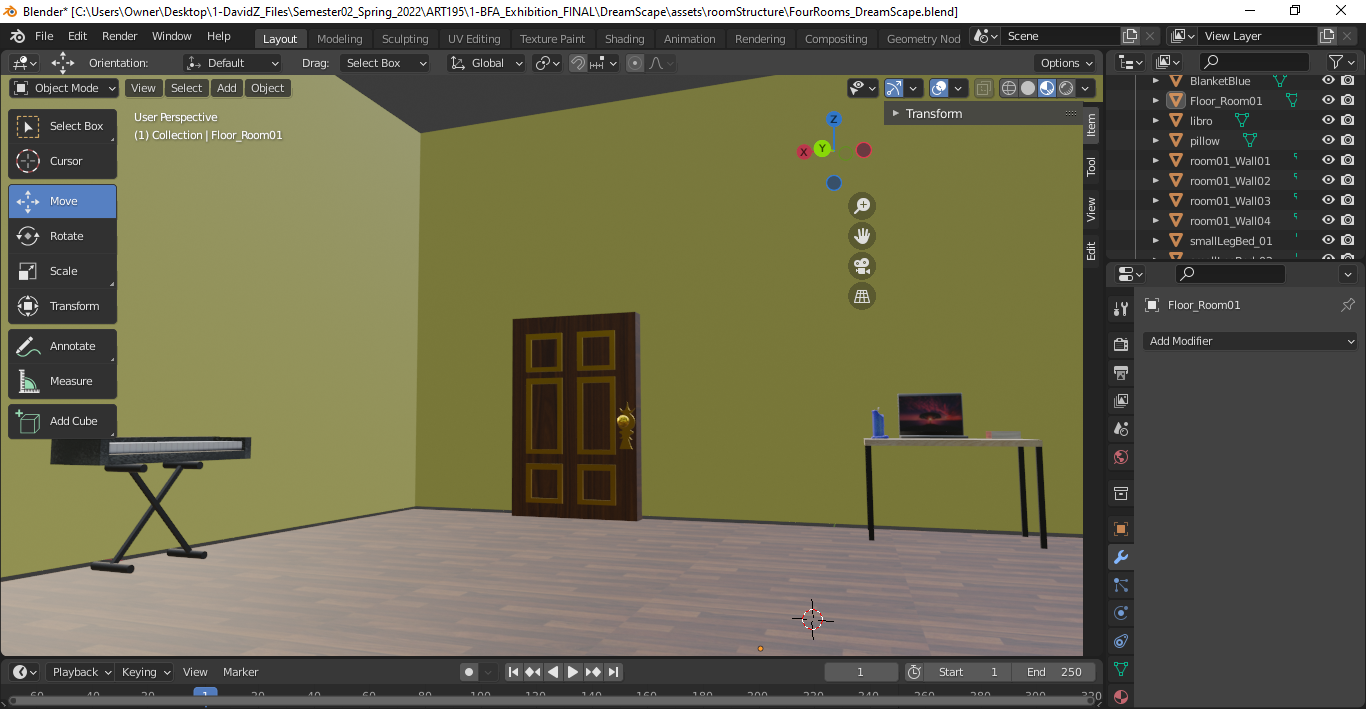 Blender* [C:\Users\Owner\Desktop\1-DavidZ_Files\Semester02_Spring_2022\ART195\1-BFA_Exhibition_FINAL\DreamScape\assets\roomStructure\FourRooms_DreamScape.blend]
File Edit Render Window Help Layout Modeling Sculpting UV Editing Texture Paint Shading Animation Rendering Compositing Geometry Nod Scene View Layer
Orientation: Default Drag: Select Box Global Options
Object Mode View Select Add Object
User Perspective
(1) Collection | Floor_Room01
Select Box
Cursor
Move
Rotate
Scale
Transform
Annotate
Measure
Add Cube
Transform
Z
X
Y
Item
Tool
View
Edit
BlanketBlue
Floor_Room01
libro
pillow
room01_Wall01
room01_Wall02
room01_Wall03
room01_Wall04
smallLegBed_01
Floor_Room01
Add Modifier
Playback Keying View Marker 1 Start 1 End 250
1 20 40 60 80 100 120 140 160 180 200 220 240 260 280 300 320